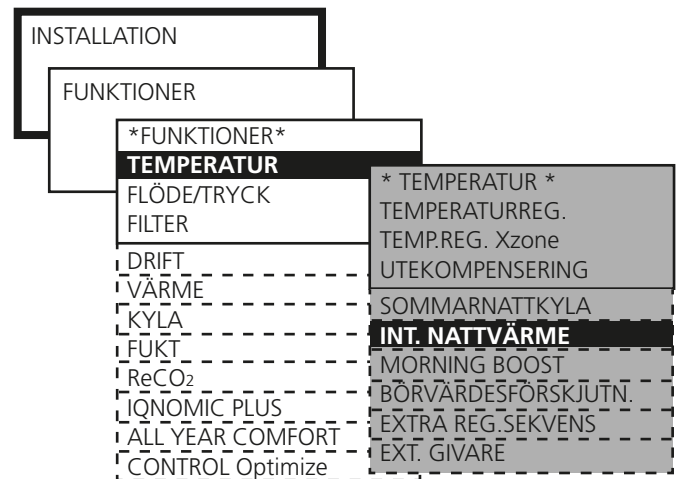 INSTALLATION
FUNKTIONER
*FUNKTIONER*
TEMPERATUR
FLÖDE/TRYCK
FILTER
DRIFT
VÄRME
KYLA
FUKT
ReCO2
IQNOMIC PLUS
ALL YEAR COMFORT
CONTROL Optimize
* TEMPERATUR *
TEMPERATURREG.
TEMP.REG. Xzone
UTEKOMPENSERING
SOMMARNATTKYLA
INT. NATTVÄRME
MORNING BOOST
BÖRVÄRDESFÖRSKJUTN.
EXTRA REG.SEKVENS
EXT. GIVARE